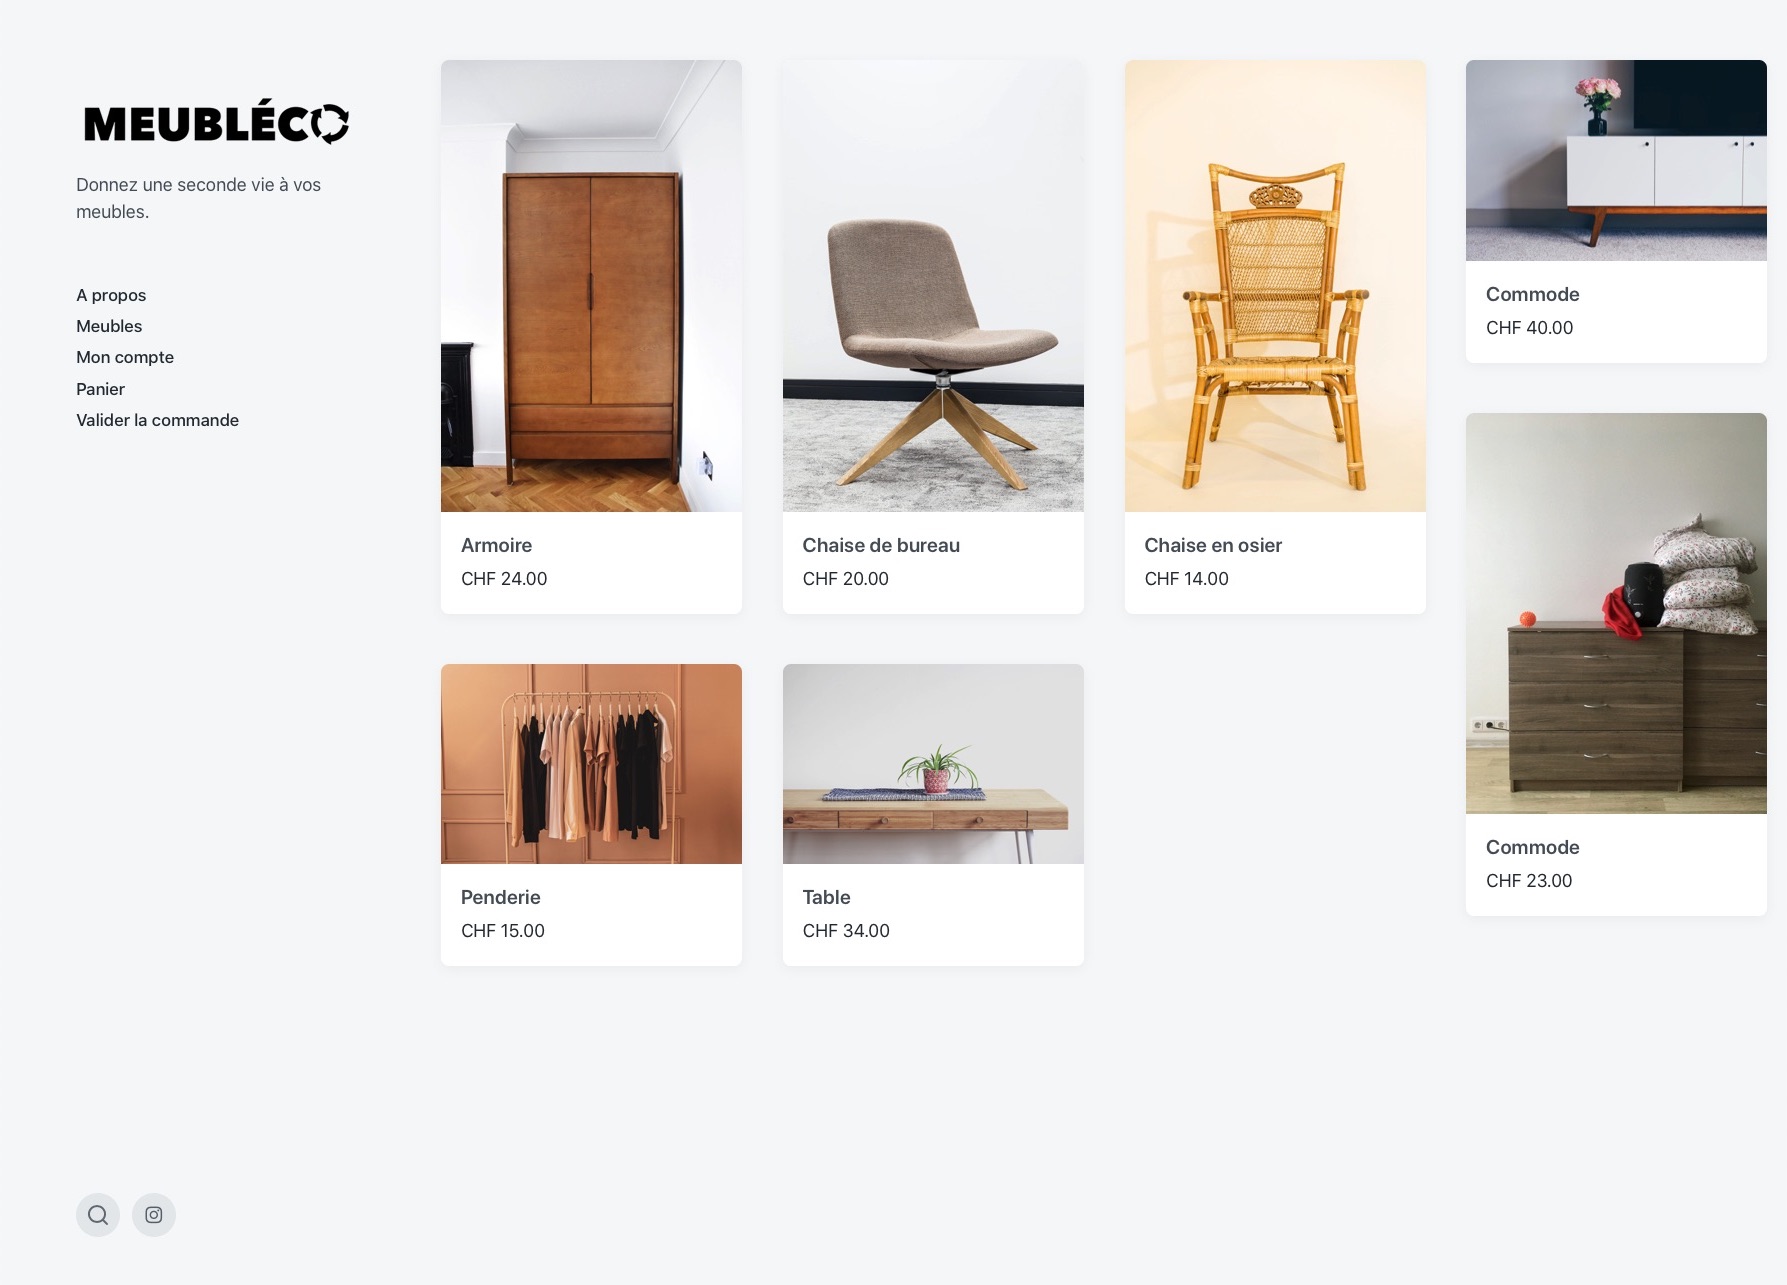 MEUBLÉCO
Donnez une seconde vie à vos
meubles.
A propos
Meubles
Mon compte
Panier
Valider la commande
Armoire
CHF 24.00
Chaise de bureau
CHF 20.00
Chaise en osier
CHF 14.00
Commode
CHF 40.00
Commode
CHF 23.00
Penderie
CHF 15.00
Table
CHF 34.00